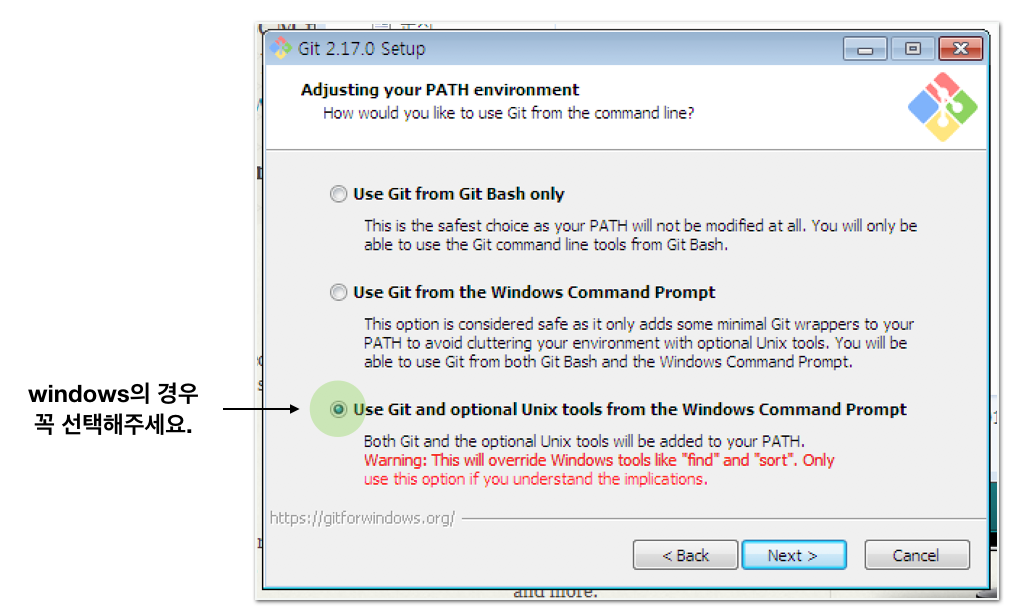 Git 2.17.0 Setup
Adjusting your PATH environment
How would you like to use Git from the command line?
Use Git from Git Bash only
This is the safest choice as your PATH will not be modified at all. You will only be
able to use the Git command line tools from Git Bash.
Use Git from the Windows Command Prompt
This option is considered safe as it only adds some minimal Git wrappers to your
PATH to avoid cluttering your environment with optional Unix tools. You will be
able to use Git from both Git Bash and the Windows Command Prompt.
windows의 경우
꼭 선택해주세요.
Use Git and optional Unix tools from the Windows Command Prompt
Both Git and the optional Unix tools will be added to your PATH.
Warning: This will override Windows tools like "find" and "sort". Only
use this option if you understand the implications.
https://gitforwindows.org/
< Back
Next >
Cancel
and more.